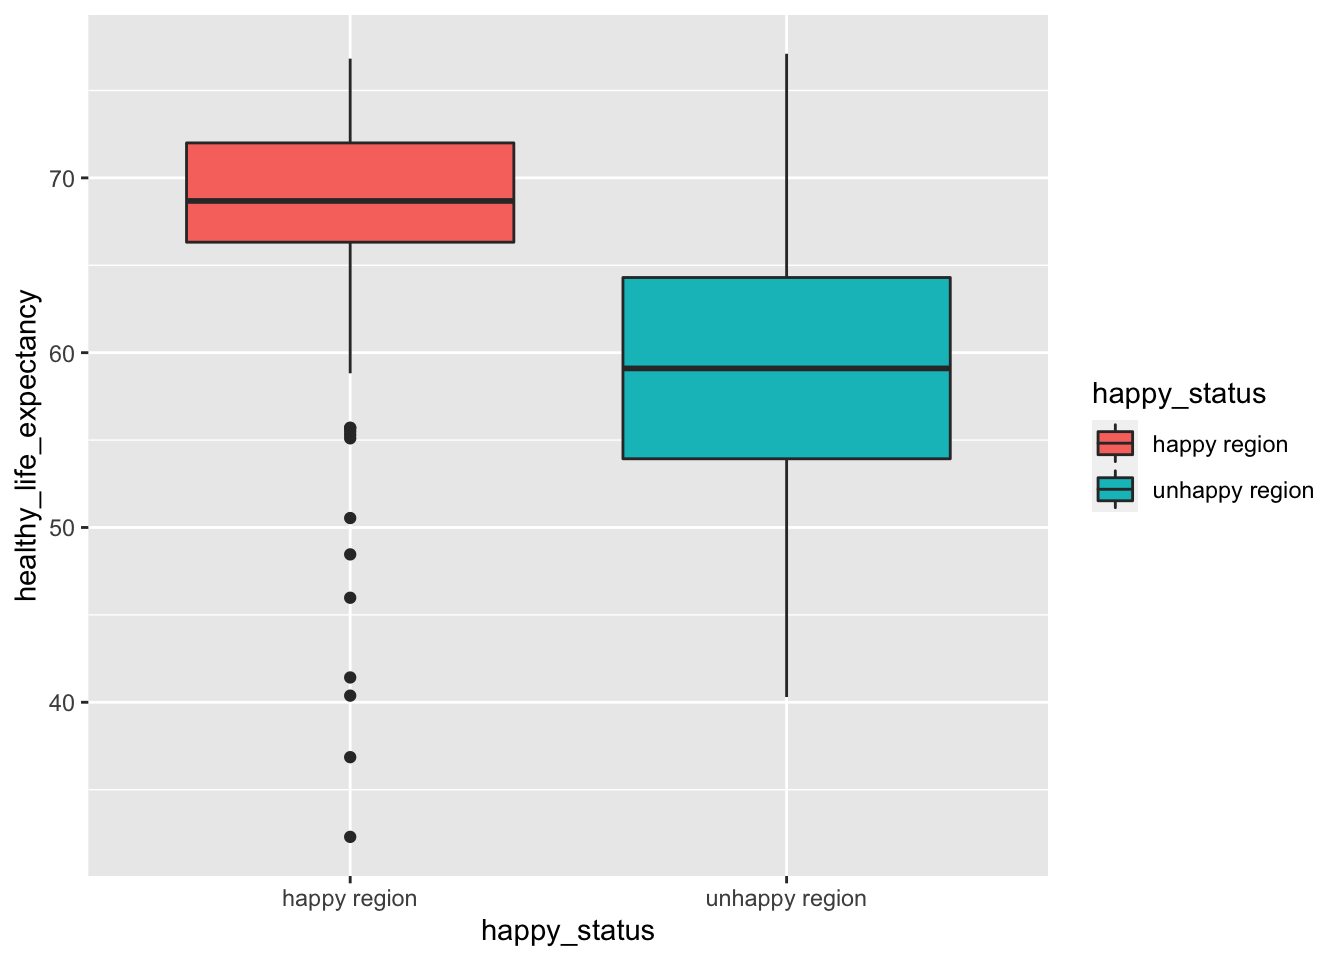 healthy_life_expectancy
70
60
50
40
happy region
unhappy region
happy_status
happy_status
happy region
unhappy region